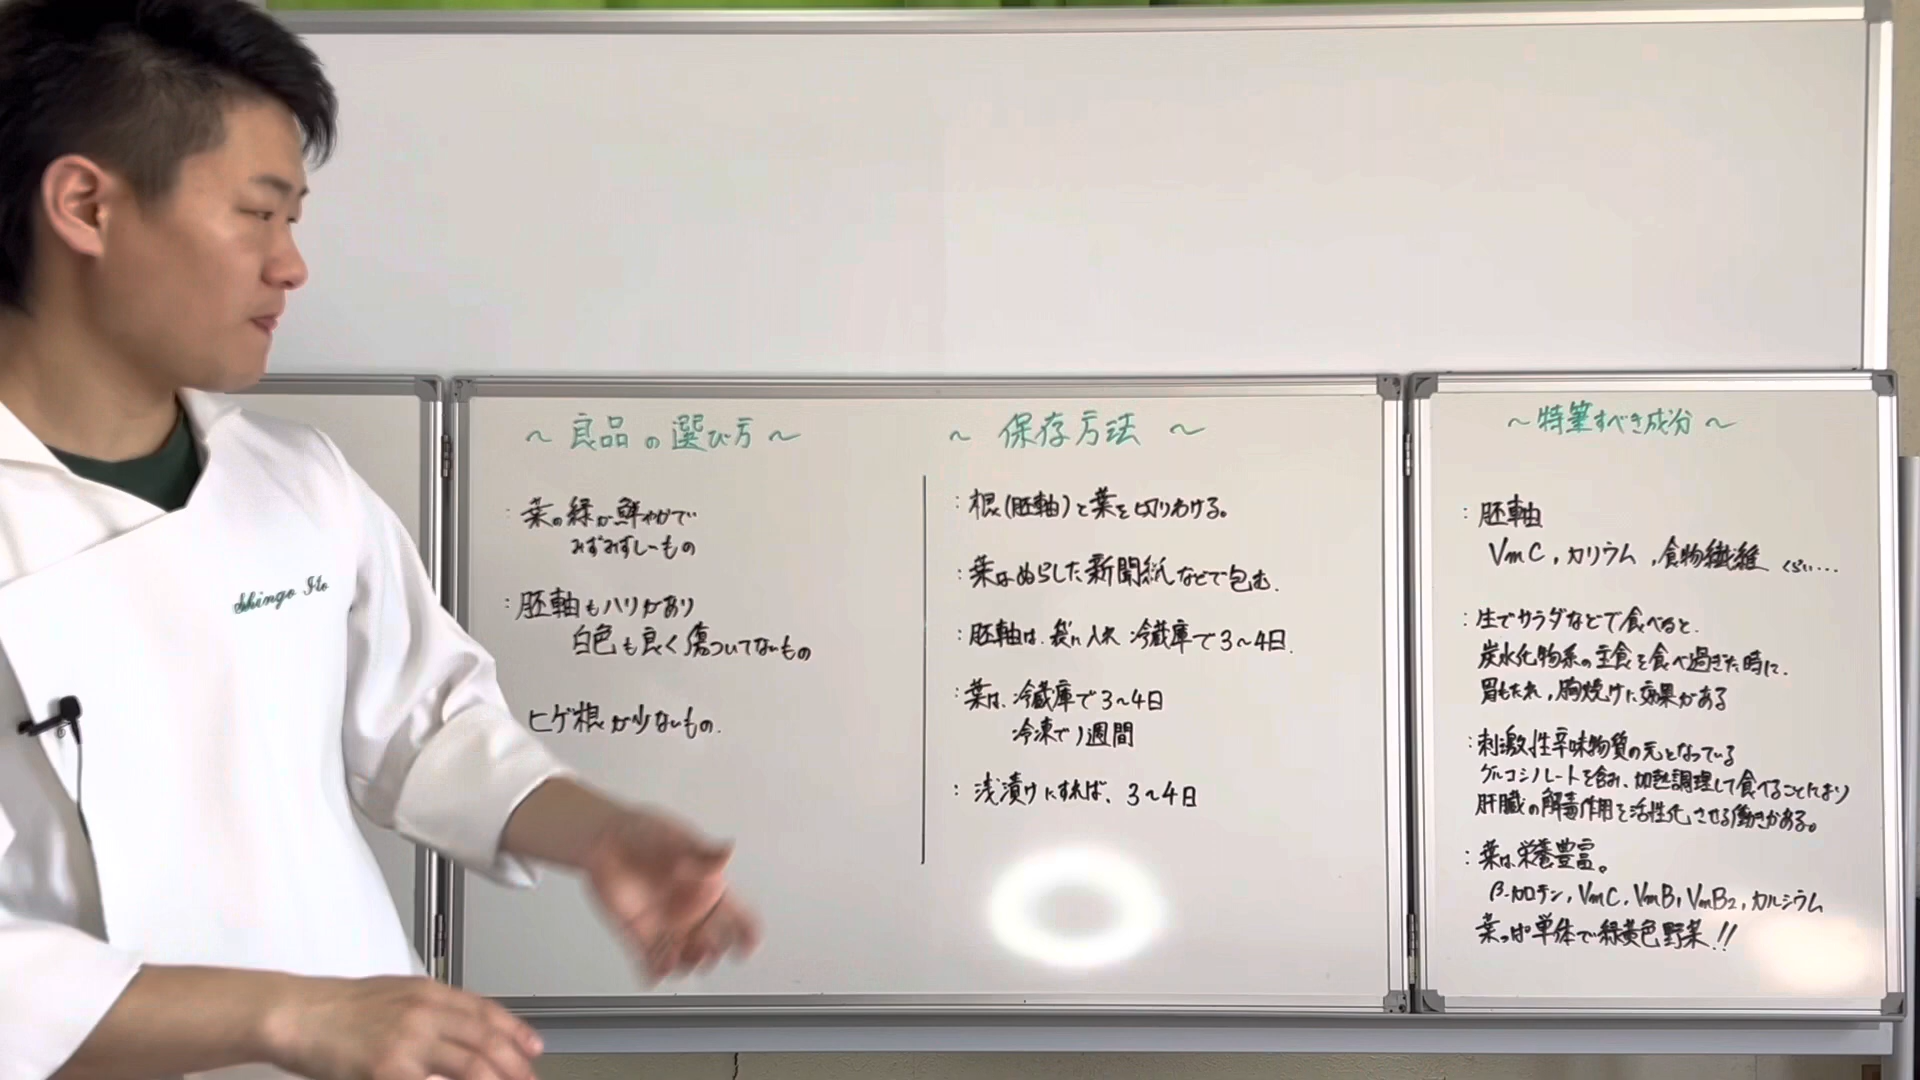 Shingo Ito
～良品の選び方～
・葉の緑が鮮やかで
みずみずしいもの
：胚軸もハリがあり
白色も良く傷ついてないもの
ヒゲ根が少ないもの.
～保存方法～
：根(胚軸)と葉を切りわける。
：葉はぬらした新聞紙などで包む.
：胚軸は、袋に入れ 冷蔵庫で3～4日.
：葉は、冷蔵庫で3～4日
冷凍で1週間
：浅漬けにすれば、3～4日
～特筆すべき成分～
：胚軸
VmC, カリウム, 食物繊維 くらい…
：生でサラダなどで食べると、
炭水化物系の主食を食べ過ぎた時に、
胃もたれ, 胸焼けに効果がある
：刺激性辛味物質の元となっている
グルコシノレートを含み、加熱調理して食べることにより
肝臓の解毒作用を活性化させる働きがある。
：葉は栄養豊富。
β-カロテン, VmC, VmB1, VmB2, カルシウム
葉っぱ単体で緑黄色野菜!!